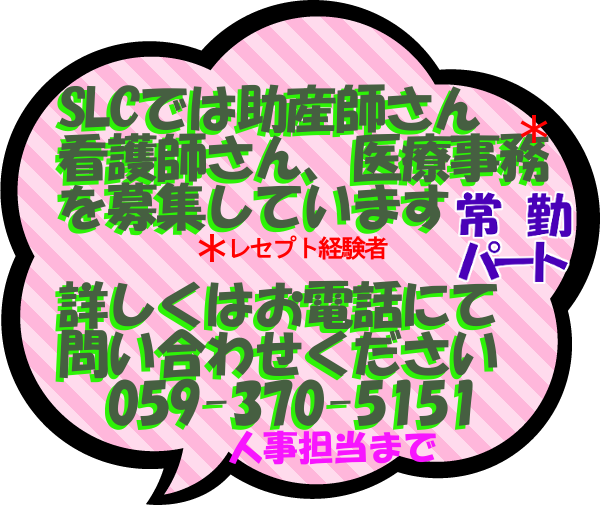 SLCでは助産師さん
看護師さん、医療事務＊
を募集しています
常 勤
パート
＊レセプト経験者
詳しくはお電話にて
問い合わせください
059-370-5151
人事担当まで